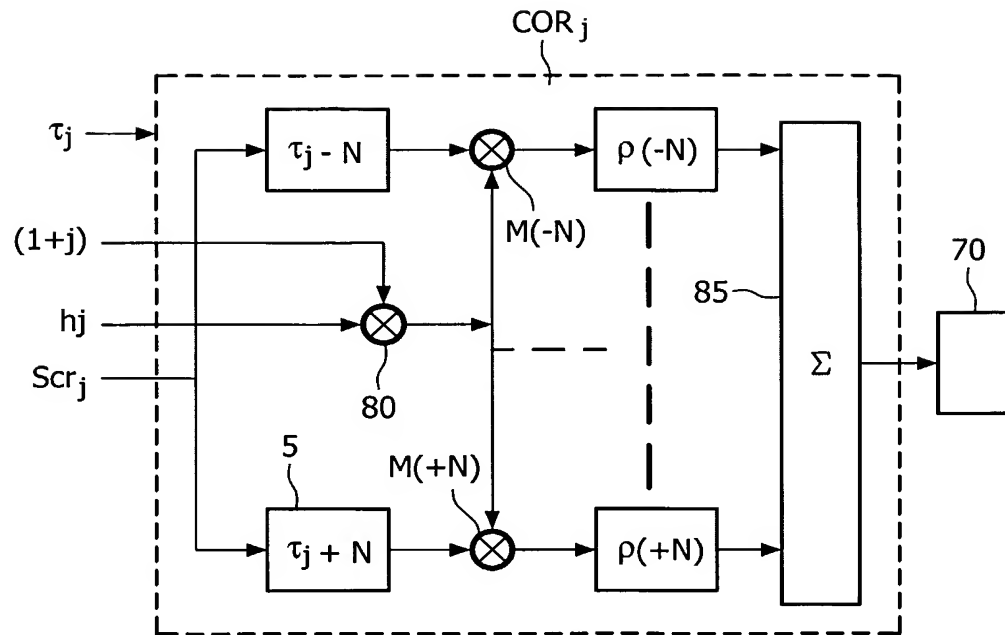 COR j
τj
τj - N
ρ (-N)
M(-N)
(1+j)
85
70
hj
Σ
Scrj
80
5
M(+N)
τj + N
ρ(+N)